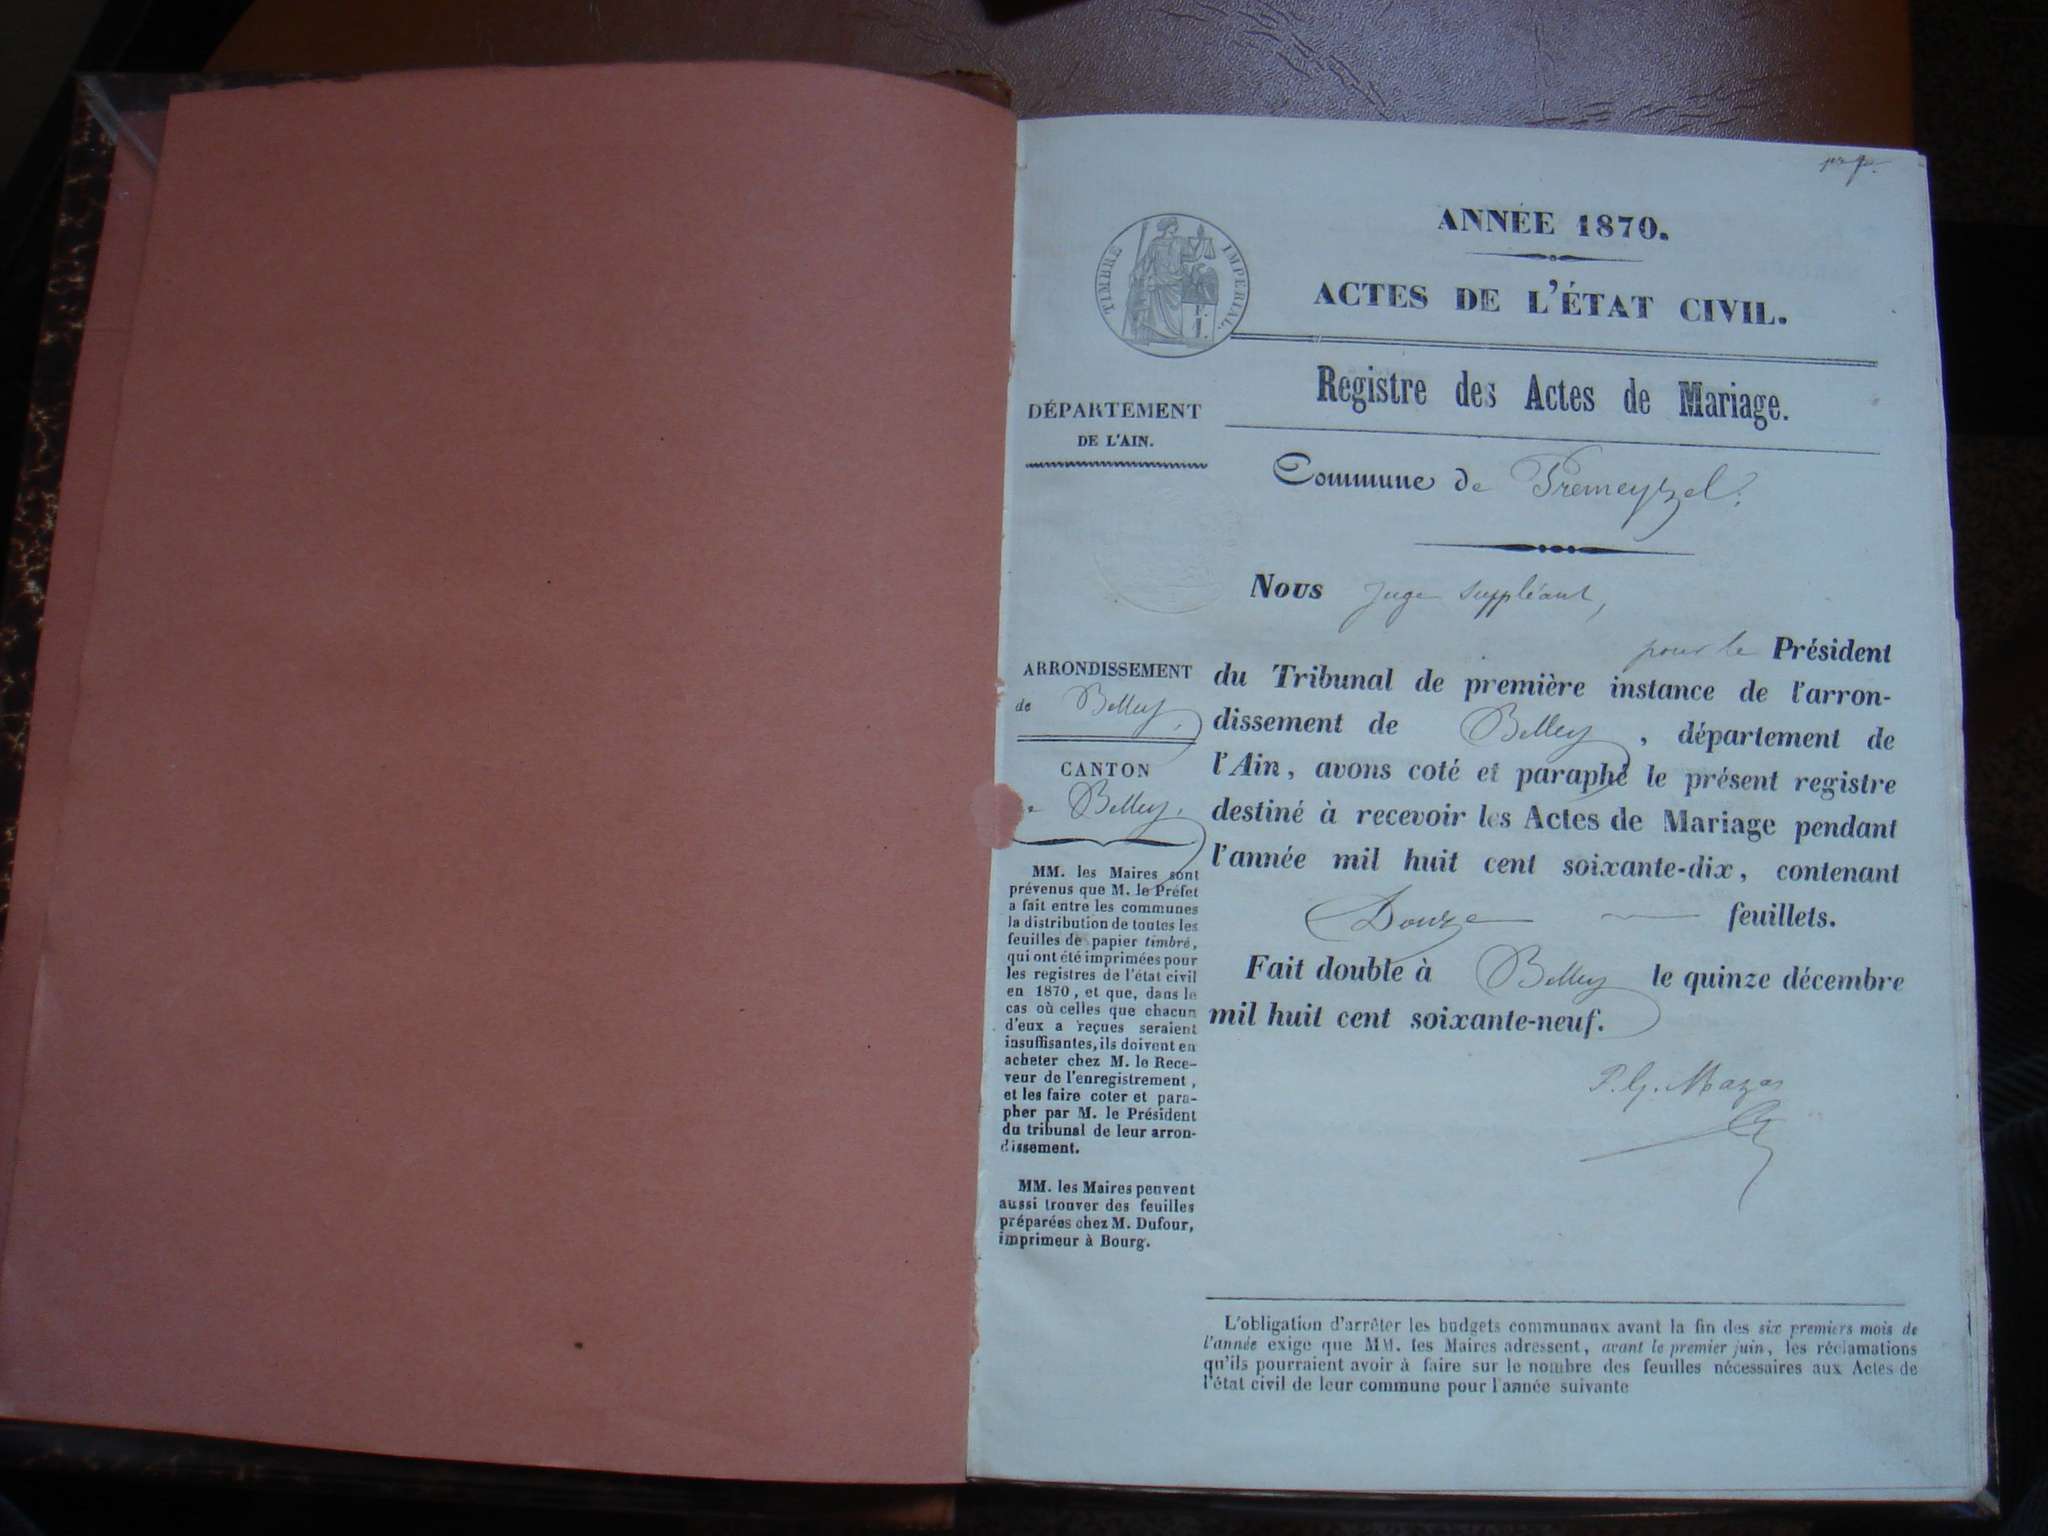 ANNÉE 1870.
TIMBRE IMPÉRIAL.
ACTES DE L'ÉTAT CIVIL.
Registre des Actes de Mariage.
DÉPARTEMENT
DE L'AIN.
Commune de Premeyzel.
Nous Juge suppléant,
pour le Président
du Tribunal de première instance de l'arron-
dissement de Belley, département de
l'Ain, avons coté et paraphé le présent registre
destiné à recevoir les Actes de Mariage pendant
l'année mil huit cent soixante-dix, contenant
Douze feuillets.
Fait double à Belley le quinze décembre
mil huit cent soixante-neuf.
P. G. Mazas
ARRONDISSEMENT
de Belley,
CANTON
Belley.
MM. les Maires sont
prévenus que M. le Préfet
a fait entre les communes
la distribution de toutes les
feuilles de papier timbré,
qui ont été imprimées pour
les registres de l'état civil
en 1870, et que, dans le
cas où celles que chacun
d'eux a reçues seraient
insuffisantes, ils doivent en
acheter chez M. le Rece-
veur de l'enregistrement,
et les faire coter et para-
pher par M. le Président
du tribunal de leur arron-
dissement.
MM. les Maires peuvent
aussi trouver des feuilles
préparées chez M. Dufour,
imprimeur à Bourg.
L'obligation d'arrêter les budgets communaux avant la fin des six premiers mois de
l'année exige que MM. les Maires adressent, avant le premier juin, les réclamations
qu'ils pourraient avoir à faire sur le nombre des feuilles nécessaires aux Actes de
l'état civil de leur commune pour l'année suivante